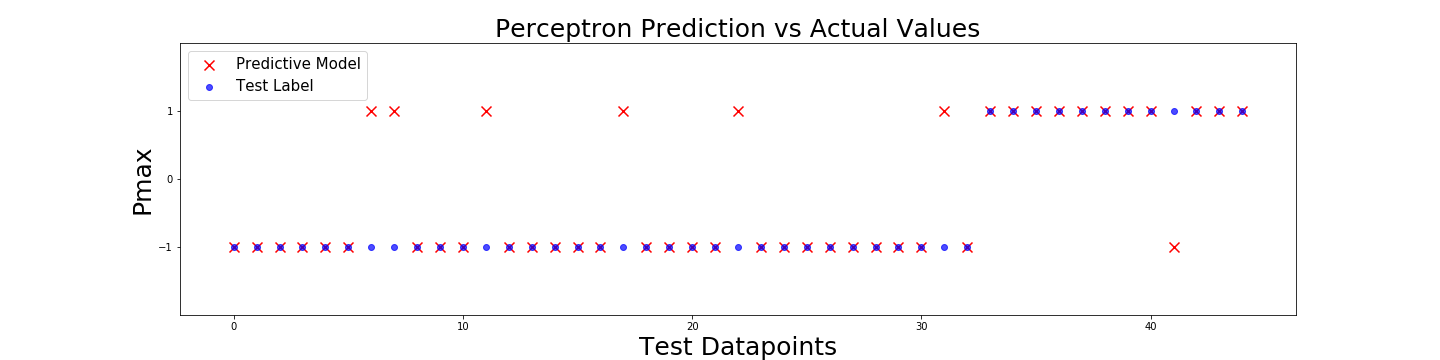 Perceptron Prediction vs Actual Values
Predictive Model
Test Label
1
0
−1
Pmax
0 10 20 30 40
Test Datapoints